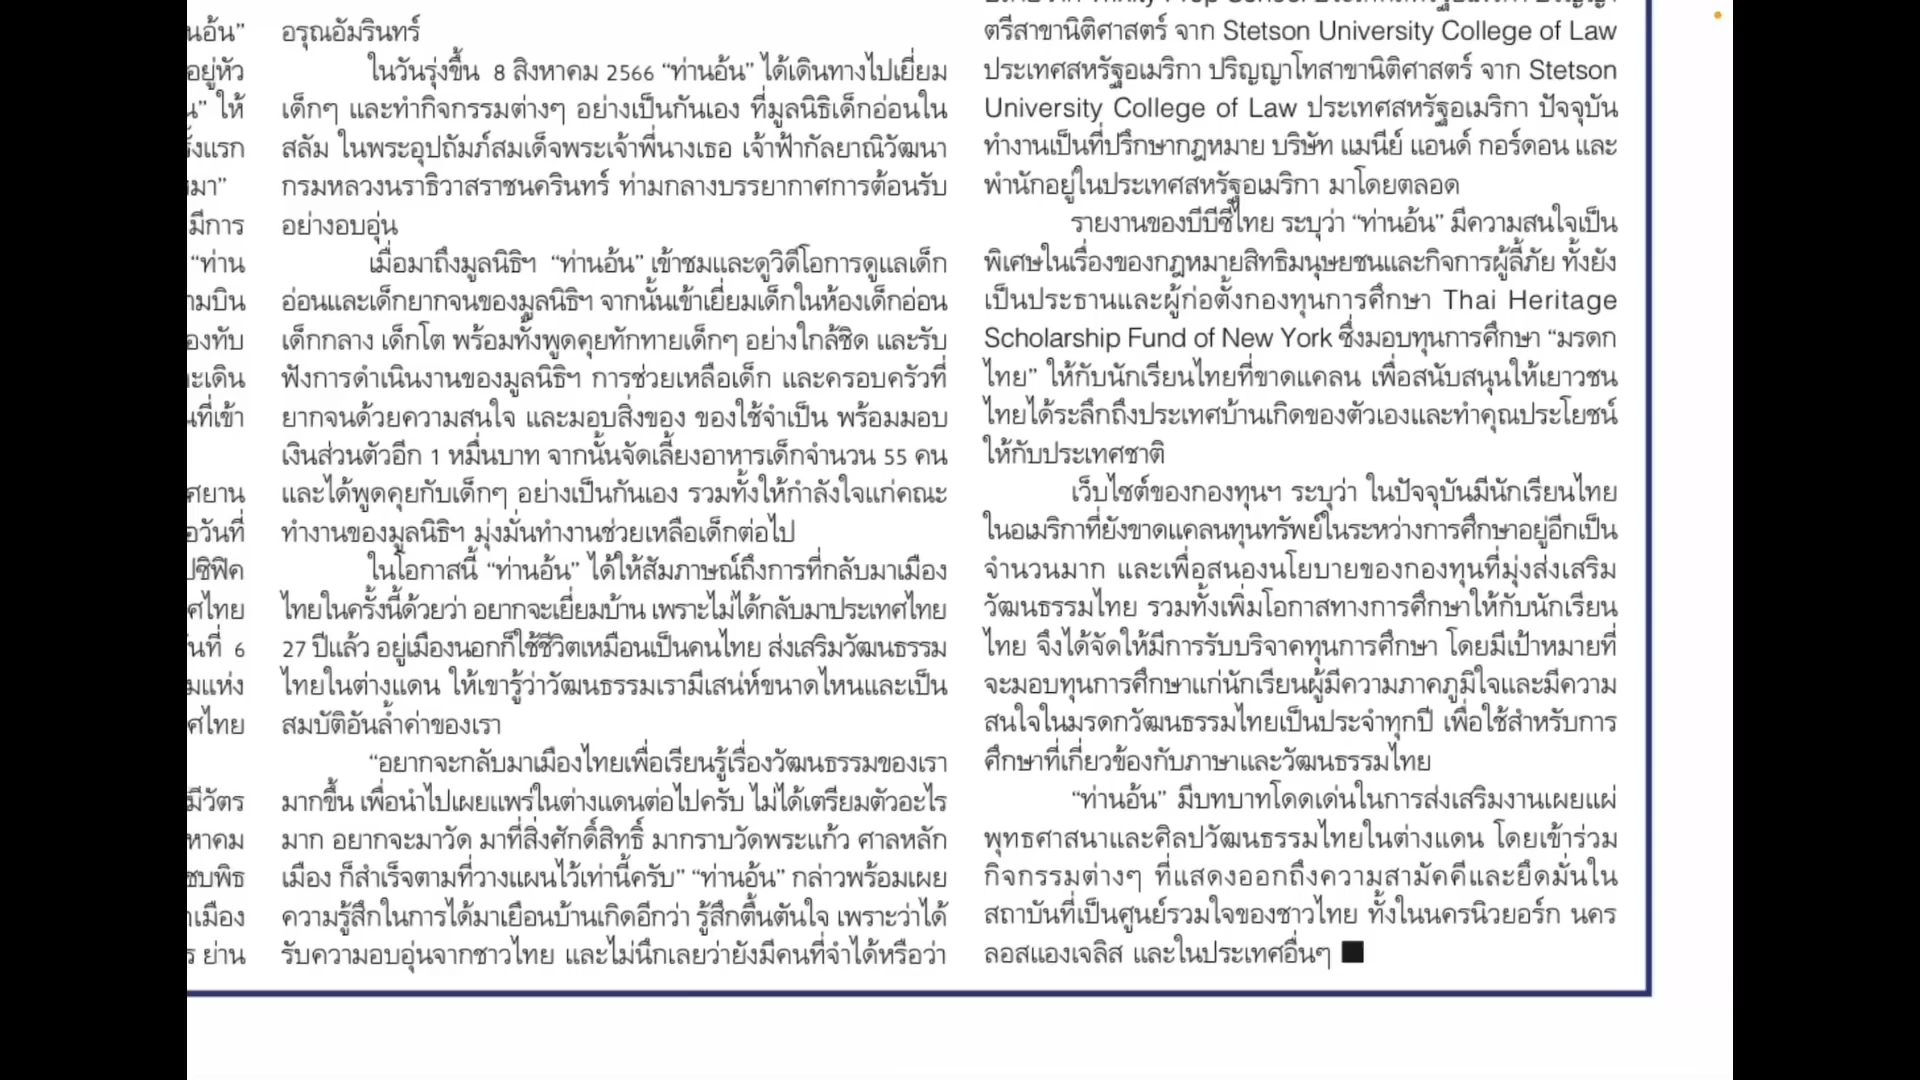 นอ้น”
อยู่หัว
น” ให้
รั้งแรก
มา”
มีการ
“ท่าน
ามบิน
องทับ
ะเดิน
นที่เข้า
ศยาน
อวันที่
ปซิฟิค
ศไทย
ันที่ 6
มแห่ง
ศไทย
มีวัตร
หาคม
ชบพิธ
าเมือง
ร ย่าน
อรุณอัมรินทร์
ในวันรุ่งขึ้น 8 สิงหาคม 2566 “ท่านอ้น” ได้เดินทางไปเยี่ยม
เด็กๆ และทำกิจกรรมต่างๆ อย่างเป็นกันเอง ที่มูลนิธิเด็กอ่อนใน
สลัม ในพระอุปถัมภ์สมเด็จพระเจ้าพี่นางเธอ เจ้าฟ้ากัลยาณิวัฒนา
กรมหลวงนราธิวาสราชนครินทร์ ท่ามกลางบรรยากาศการต้อนรับ
อย่างอบอุ่น
เมื่อมาถึงมูลนิธิฯ “ท่านอ้น” เข้าชมและดูวิดีโอการดูแลเด็ก
อ่อนและเด็กยากจนของมูลนิธิฯ จากนั้นเข้าเยี่ยมเด็กในห้องเด็กอ่อน
เด็กกลาง เด็กโต พร้อมทั้งพูดคุยทักทายเด็กๆ อย่างใกล้ชิด และรับ
ฟังการดำเนินงานของมูลนิธิฯ การช่วยเหลือเด็ก และครอบครัวที่
ยากจนด้วยความสนใจ และมอบสิ่งของ ของใช้จำเป็น พร้อมมอบ
เงินส่วนตัวอีก 1 หมื่นบาท จากนั้นจัดเลี้ยงอาหารเด็กจำนวน 55 คน
และได้พูดคุยกับเด็กๆ อย่างเป็นกันเอง รวมทั้งให้กำลังใจแก่คณะ
ทำงานของมูลนิธิฯ มุ่งมั่นทำงานช่วยเหลือเด็กต่อไป
ในโอกาสนี้ “ท่านอ้น” ได้ให้สัมภาษณ์ถึงการที่กลับมาเมือง
ไทยในครั้งนี้ด้วยว่า อยากจะเยี่ยมบ้าน เพราะไม่ได้กลับมาประเทศไทย
27 ปีแล้ว อยู่เมืองนอกก็ใช้ชีวิตเหมือนเป็นคนไทย ส่งเสริมวัฒนธรรม
ไทยในต่างแดน ให้เขารู้ว่าวัฒนธรรมเรามีเสน่ห์ขนาดไหนและเป็น
สมบัติอันล้ำค่าของเรา
“อยากจะกลับมาเมืองไทยเพื่อเรียนรู้เรื่องวัฒนธรรมของเรา
มากขึ้น เพื่อนำไปเผยแพร่ในต่างแดนต่อไปครับ ไม่ได้เตรียมตัวอะไร
มาก อยากจะมาวัด มาที่สิ่งศักดิ์สิทธิ์ มากราบวัดพระแก้ว ศาลหลัก
เมือง ก็สำเร็จตามที่วางแผนไว้เท่านี้ครับ” “ท่านอ้น” กล่าวพร้อมเผย
ความรู้สึกในการได้มาเยือนบ้านเกิดอีกว่า รู้สึกตื้นตันใจ เพราะว่าได้
รับความอบอุ่นจากชาวไทย และไม่นึกเลยว่ายังมีคนที่จำได้หรือว่า
ตรีสาขานิติศาสตร์ จาก Stetson University College of Law
ประเทศสหรัฐอเมริกา ปริญญาโทสาขานิติศาสตร์ จาก Stetson
University College of Law ประเทศสหรัฐอเมริกา ปัจจุบัน
ทำงานเป็นที่ปรึกษากฎหมาย บริษัท แมนีย์ แอนด์ กอร์ดอน และ
พำนักอยู่ในประเทศสหรัฐอเมริกา มาโดยตลอด
รายงานของบีบีซีไทย ระบุว่า “ท่านอ้น” มีความสนใจเป็น
พิเศษในเรื่องของกฎหมายสิทธิมนุษยชนและกิจการผู้ลี้ภัย ทั้งยัง
เป็นประธานและผู้ก่อตั้งกองทุนการศึกษา Thai Heritage
Scholarship Fund of New York ซึ่งมอบทุนการศึกษา “มรดก
ไทย” ให้กับนักเรียนไทยที่ขาดแคลน เพื่อสนับสนุนให้เยาวชน
ไทยได้ระลึกถึงประเทศบ้านเกิดของตัวเองและทำคุณประโยชน์
ให้กับประเทศชาติ
เว็บไซต์ของกองทุนฯ ระบุว่า ในปัจจุบันมีนักเรียนไทย
ในอเมริกาที่ยังขาดแคลนทุนทรัพย์ในระหว่างการศึกษาอยู่อีกเป็น
จำนวนมาก และเพื่อสนองนโยบายของกองทุนที่มุ่งส่งเสริม
วัฒนธรรมไทย รวมทั้งเพิ่มโอกาสทางการศึกษาให้กับนักเรียน
ไทย จึงได้จัดให้มีการรับบริจาคทุนการศึกษา โดยมีเป้าหมายที่
จะมอบทุนการศึกษาแก่นักเรียนผู้มีความภาคภูมิใจและมีความ
สนใจในมรดกวัฒนธรรมไทยเป็นประจำทุกปี เพื่อใช้สำหรับการ
ศึกษาที่เกี่ยวข้องกับภาษาและวัฒนธรรมไทย
“ท่านอ้น” มีบทบาทโดดเด่นในการส่งเสริมงานเผยแผ่
พุทธศาสนาและศิลปวัฒนธรรมไทยในต่างแดน โดยเข้าร่วม
กิจกรรมต่างๆ ที่แสดงออกถึงความสามัคคีและยึดมั่นใน
สถาบันที่เป็นศูนย์รวมใจของชาวไทย ทั้งในนครนิวยอร์ก นคร
ลอสแองเจลิส และในประเทศอื่นๆ ■